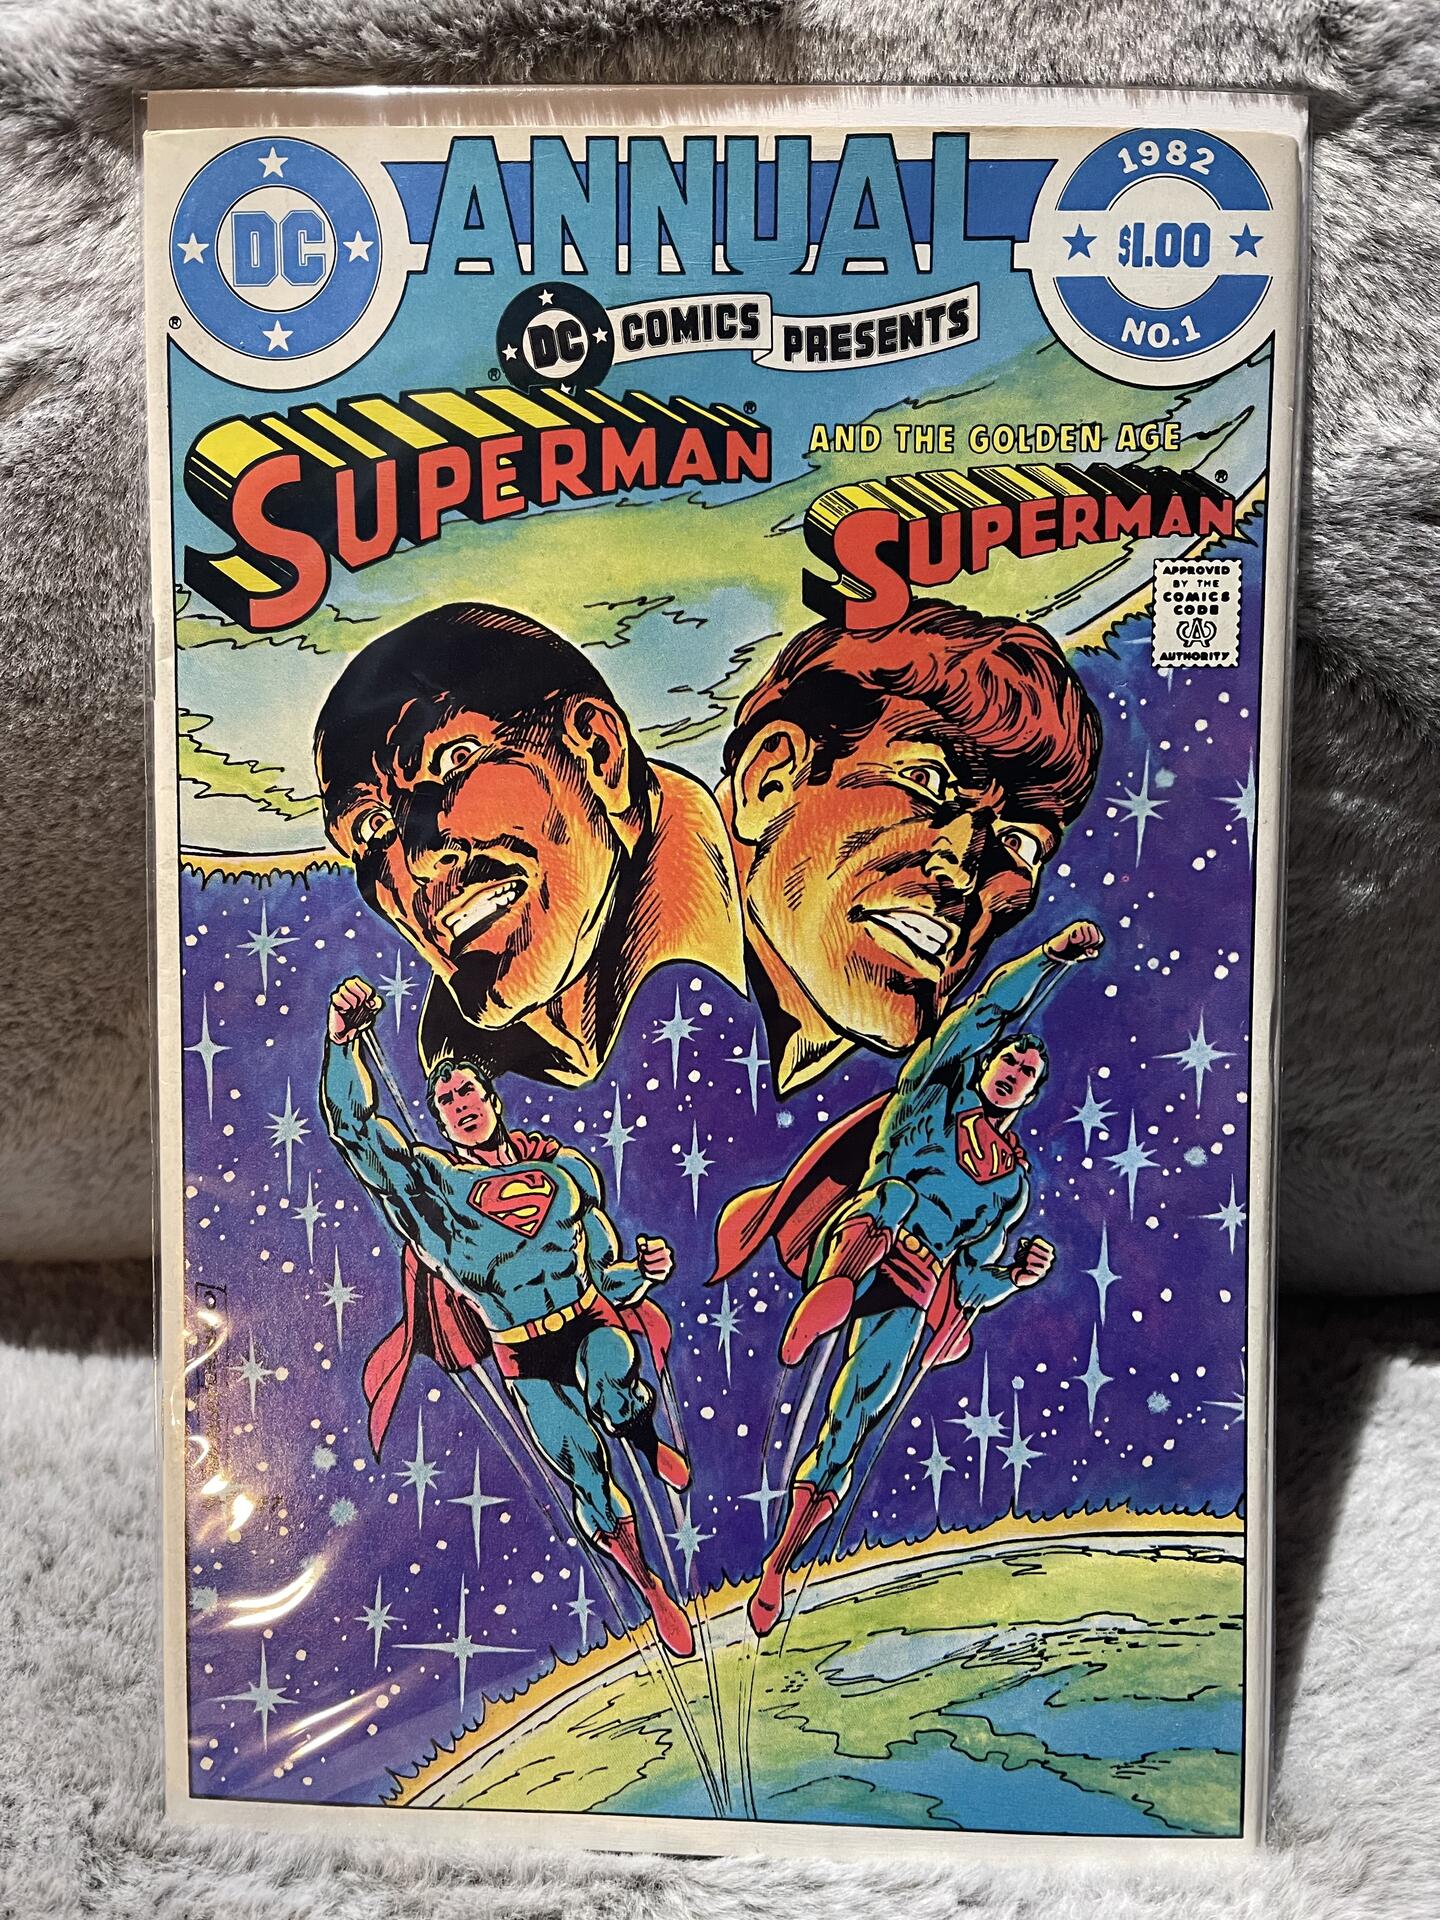 DC
ANNUAL
1982
$1.00
NO.1
®
DC COMICS PRESENTS
®
SUPERMAN®
AND THE GOLDEN AGE
SUPERMAN®
APPROVED
BY THE
COMICS
CODE
CA
AUTHORITY
S
S